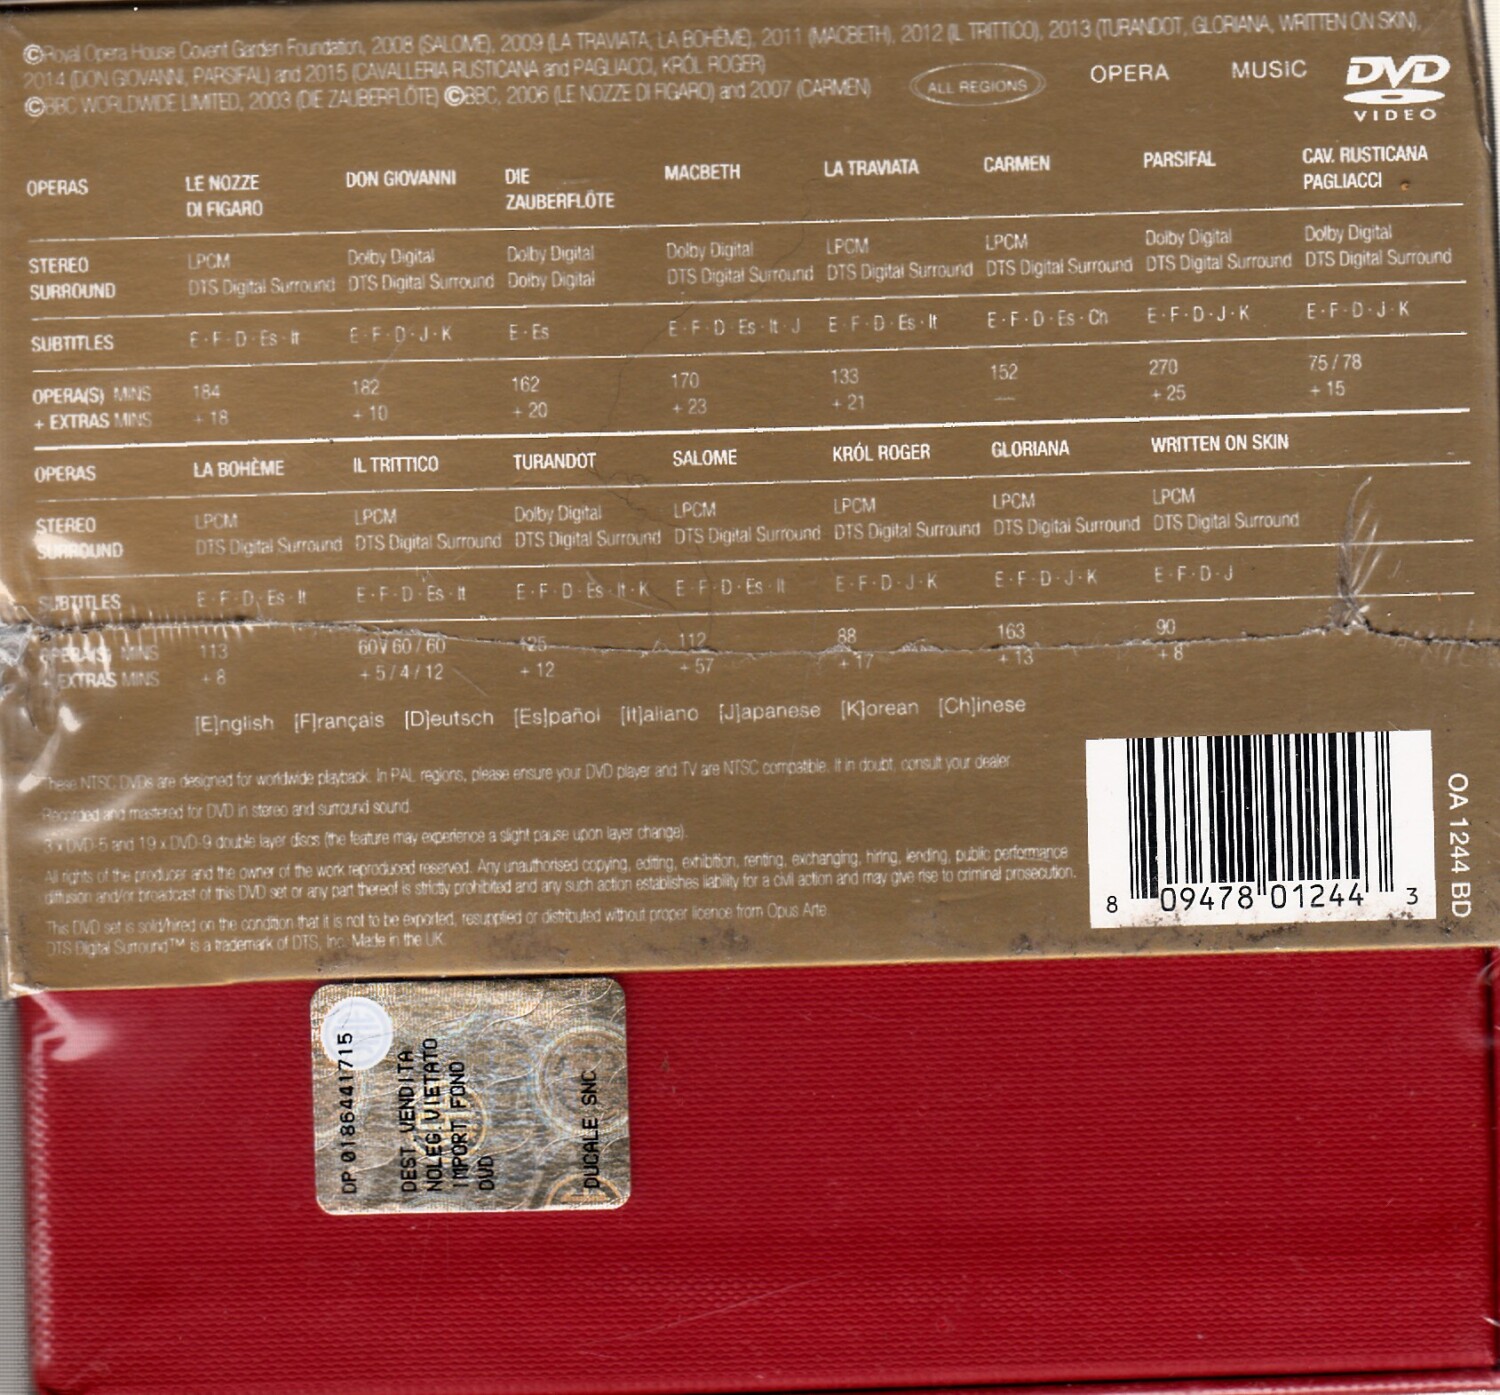 ©Royal Opera House Covent Garden Foundation, 2008 (SALOME), 2009 (LA TRAVIATA, LA BOHÈME), 2011 (MACBETH), 2012 (IL TRITTICO), 2013 (TURANDOT, GLORIANA, WRITTEN ON SKIN),
2014 (DON GIOVANNI, PARSIFAL) and 2015 (CAVALLERIA RUSTICANA and PAGLIACCI, KRÓL ROGER)
©BBC WORLDWIDE LIMITED, 2003 (DIE ZAUBERFLÖTE) ©BBC, 2006 (LE NOZZE DI FIGARO) and 2007 (CARMEN)
ALL REGIONS OPERA MUSIC DVD
VIDEO
OPERAS LE NOZZE DON GIOVANNI DIE MACBETH LA TRAVIATA CARMEN PARSIFAL CAV. RUSTICANA
DI FIGARO ZAUBERFLÖTE PAGLIACCI
STEREO LPCM Dolby Digital Dolby Digital Dolby Digital LPCM LPCM Dolby Digital Dolby Digital
SURROUND DTS Digital Surround DTS Digital Surround Dolby Digital DTS Digital Surround DTS Digital Surround DTS Digital Surround DTS Digital Surround DTS Digital Surround
SUBTITLES E · F · D · Es · It E · F · D · J · K E · Es E · F · D · Es · It · J E · F · D · Es · It E · F · D · Es · Ch E · F · D · J · K E · F · D · J · K
OPERA(S) MINS 184 182 162 170 133 152 270 75 / 78
+ EXTRAS MINS + 18 + 10 + 20 + 23 + 21 — + 25 + 15
OPERAS LA BOHÈME IL TRITTICO TURANDOT SALOME KRÓL ROGER GLORIANA WRITTEN ON SKIN
STEREO LPCM LPCM Dolby Digital LPCM LPCM LPCM LPCM
SURROUND DTS Digital Surround DTS Digital Surround DTS Digital Surround DTS Digital Surround DTS Digital Surround DTS Digital Surround DTS Digital Surround
SUBTITLES E · F · D · Es · It E · F · D · Es · It E · F · D · Es · It · K E · F · D · Es · It E · F · D · J · K E · F · D · J · K E · F · D · J
OPERA(S) MINS 113 60 / 60 / 60 125 112 88 163 90
+ EXTRAS MINS + 8 + 5 / 4 / 12 + 12 + 57 + 17 + 13 + 8
[E]nglish [F]rançais [D]eutsch [Es]pañol [It]aliano [J]apanese [K]orean [Ch]inese
These NTSC DVDs are designed for worldwide playback. In PAL regions, please ensure your DVD player and TV are NTSC compatible. If in doubt, consult your dealer.
Recorded and mastered for DVD in stereo and surround sound.
3 x DVD-5 and 19 x DVD-9 double layer discs (the feature may experience a slight pause upon layer change).
All rights of the producer and the owner of the work reproduced reserved. Any unauthorised copying, editing, exhibition, renting, exchanging, hiring, lending, public performance
diffusion and/or broadcast of this DVD set or any part thereof is strictly prohibited and any such action establishes liability for a civil action and may give rise to criminal prosecution.
This DVD set is sold/hired on the condition that it is not to be exported, resupplied or distributed without proper licence from Opus Arte.
DTS Digital Surround™ is a trademark of DTS, Inc. Made in the UK.
8 09478 01244 3
OA 1244 BD
DP 0186441715
DEST.VENDITA
NOLEG.VIETATO
IMPORT.FONO
DVD
DUCALE SNC